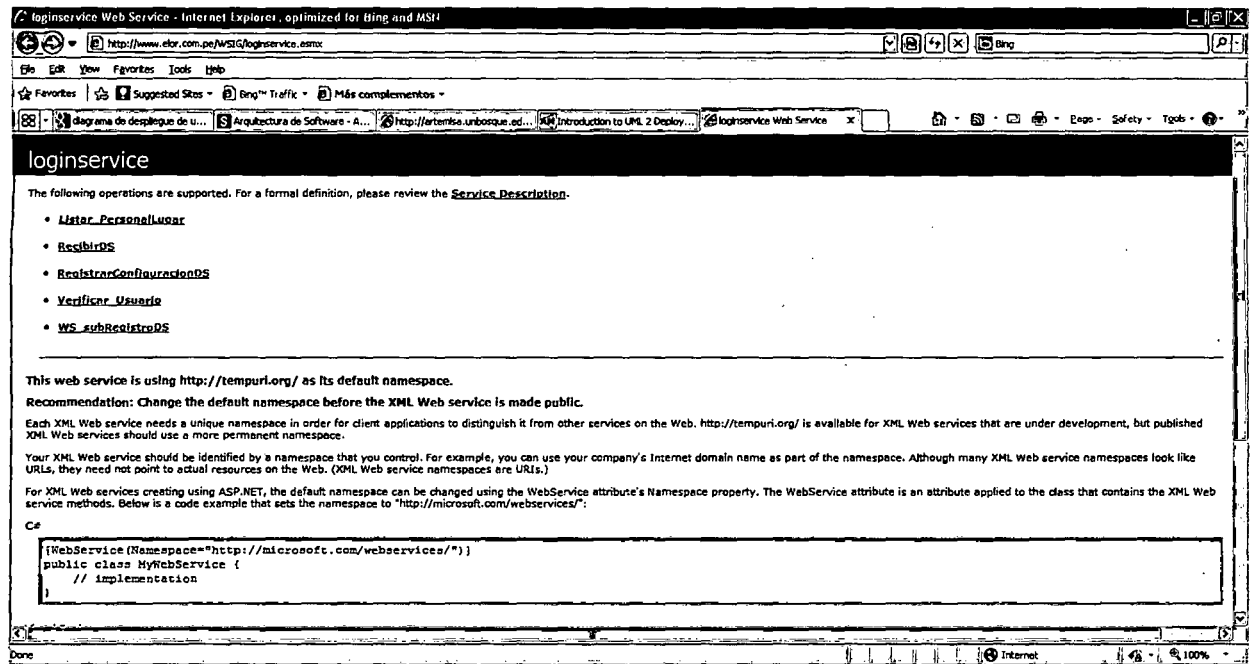 loginservice Web Service - Internet Explorer, optimized for Bing and MSN
http://www.elor.com.pe/WSIG/loginservice.asmx
Bing
File Edit View Favorites Tools Help
Favorites Suggested Sites Bing™ Traffic Más complementos
diagrama de despliegue de u... Arquitectura de Software - A... http://artemisa.unbosque.ed... Introduction to UML 2 Deploy... loginservice Web Service x Page Safety Tools
loginservice
The following operations are supported. For a formal definition, please review the Service Description.
• Listar_PersonalLugar
• RecibirDS
• RegistrarConfiguracionDS
• Verificar_Usuario
• WS_subRegistroDS
This web service is using http://tempuri.org/ as its default namespace.
Recommendation: Change the default namespace before the XML Web service is made public.
Each XML Web service needs a unique namespace in order for client applications to distinguish it from other services on the Web. http://tempuri.org/ is available for XML Web services that are under development, but published
XML Web services should use a more permanent namespace.
Your XML Web service should be identified by a namespace that you control. For example, you can use your company's Internet domain name as part of the namespace. Although many XML Web service namespaces look like
URLs, they need not point to actual resources on the Web. (XML Web service namespaces are URIs.)
For XML Web services creating using ASP.NET, the default namespace can be changed using the WebService attribute's Namespace property. The WebService attribute is an attribute applied to the class that contains the XML Web
service methods. Below is a code example that sets the namespace to "http://microsoft.com/webservices/":
C#
[WebService(Namespace="http://microsoft.com/webservices/")]
public class MyWebService {
// implementation
}
Done
Internet
100%